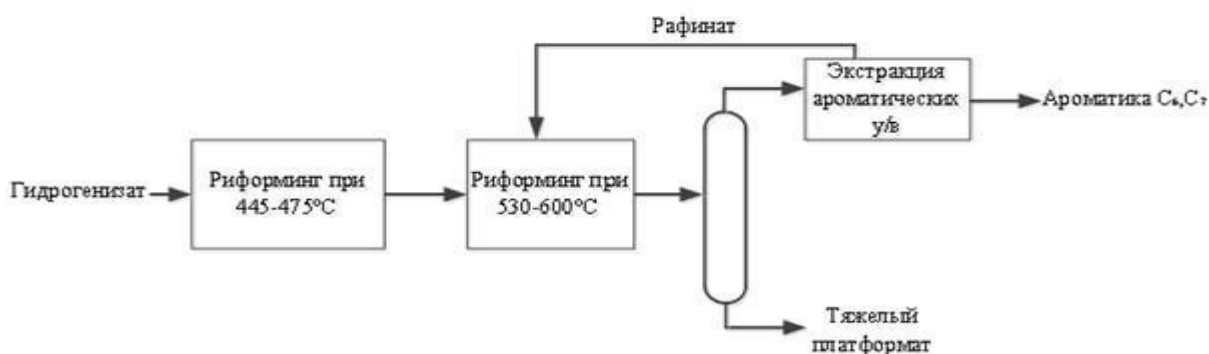 Рафинат
Экстракция
ароматических
у/в
Ароматика С₆,С₇
Гидрогенизат
Риформинг при
445-475°С
Риформинг при
530-600°С
Тяжелый
платформат